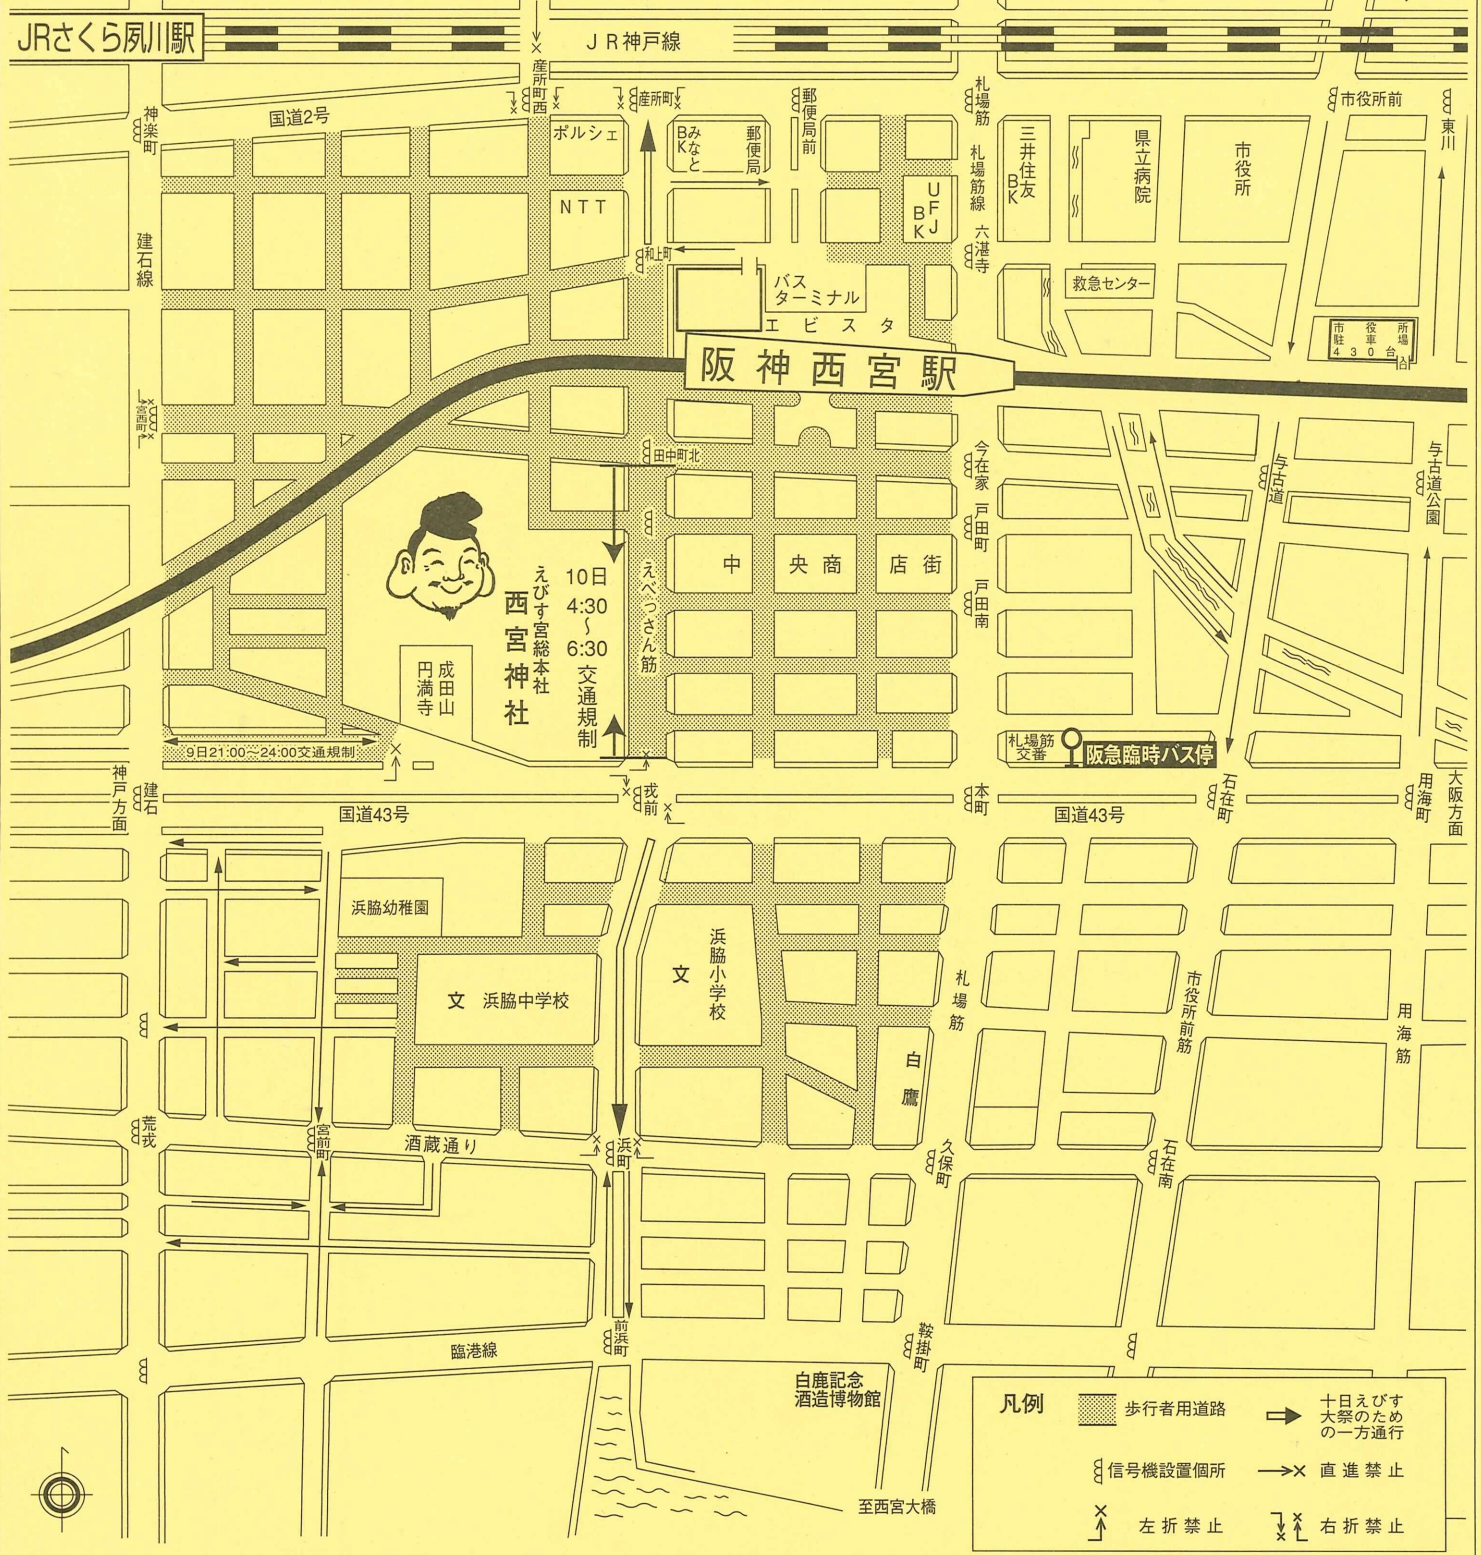 JRさくら夙川駅
JR神戸線
産所町西
産所町
郵便局前
札場筋
市役所前
東川
神楽町
国道2号
ポルシェ
みなと
BK
郵便局
札場筋線
三井住友
BK
県立病院
市役所
NTT
UFJ
BK
建石線
和上町
六湛寺
バス
ターミナル
エビスタ
救急センター
市役所
駐車場
430台
阪神西宮駅
宮西町
田中町北
今在家
与古道
与古道公園
戸田町
中央商店街
戸田南
えべっさん筋
10日
4:30
～
6:30
交通規制
えびす宮総本社
西宮神社
成田山
円満寺
9日21:00～24:00交通規制
札場筋
交番
阪急臨時バス停
神戸方面
建石
国道43号
戎前
本町
国道43号
石在町
用海町
大阪方面
浜脇幼稚園
文 浜脇中学校
文
浜脇小学校
札場筋
市役所前筋
用海筋
白鷹
荒戎
宮前町
酒蔵通り
浜町
久保町
石在南
前浜町
臨港線
鞍掛町
白鹿記念
酒造博物館
至西宮大橋
凡例
歩行者用道路
十日えびす
大祭のため
の一方通行
信号機設置個所
直進禁止
左折禁止
右折禁止